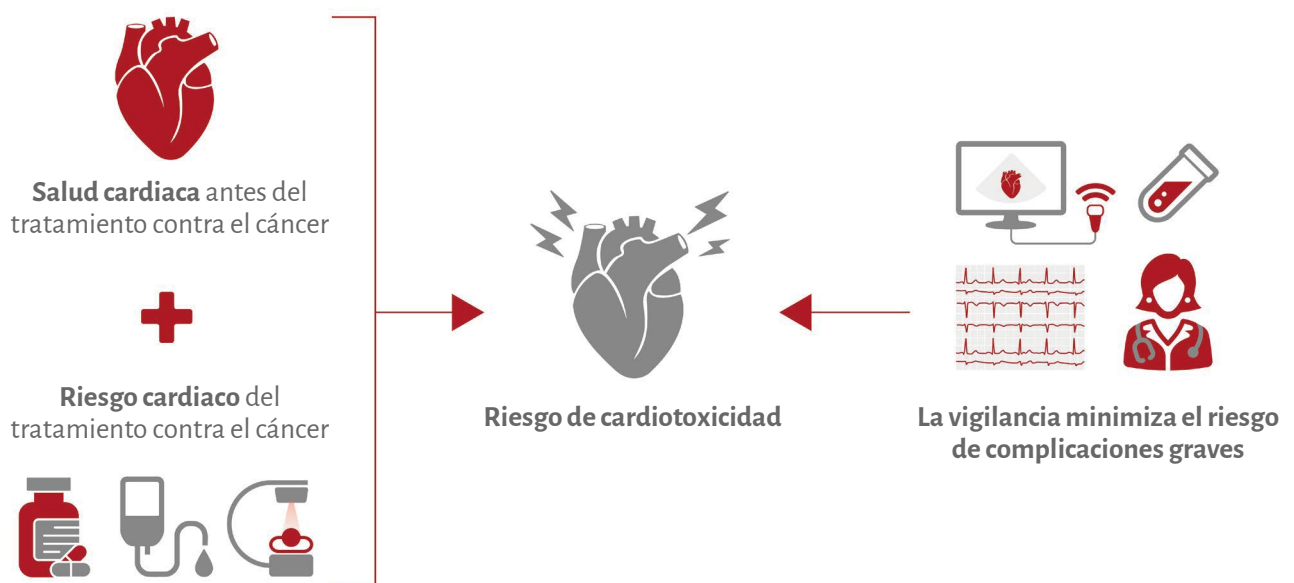 Salud cardiaca antes del
tratamiento contra el cáncer
Riesgo cardiaco del
tratamiento contra el cáncer
Riesgo de cardiotoxicidad
La vigilancia minimiza el riesgo
de complicaciones graves